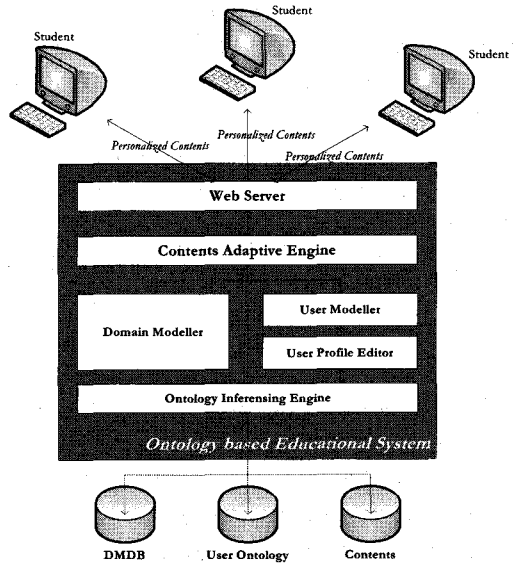 Student
Student
Student
Personalized Contents
Personalized Contents
Personalized Contents
Web Server
Contents Adaptive Engine
Domain Modeller
User Modeller
User Profile Editor
Ontology Inferensing Engine
Ontology based Educational System
DMDB
User Ontology
Contents